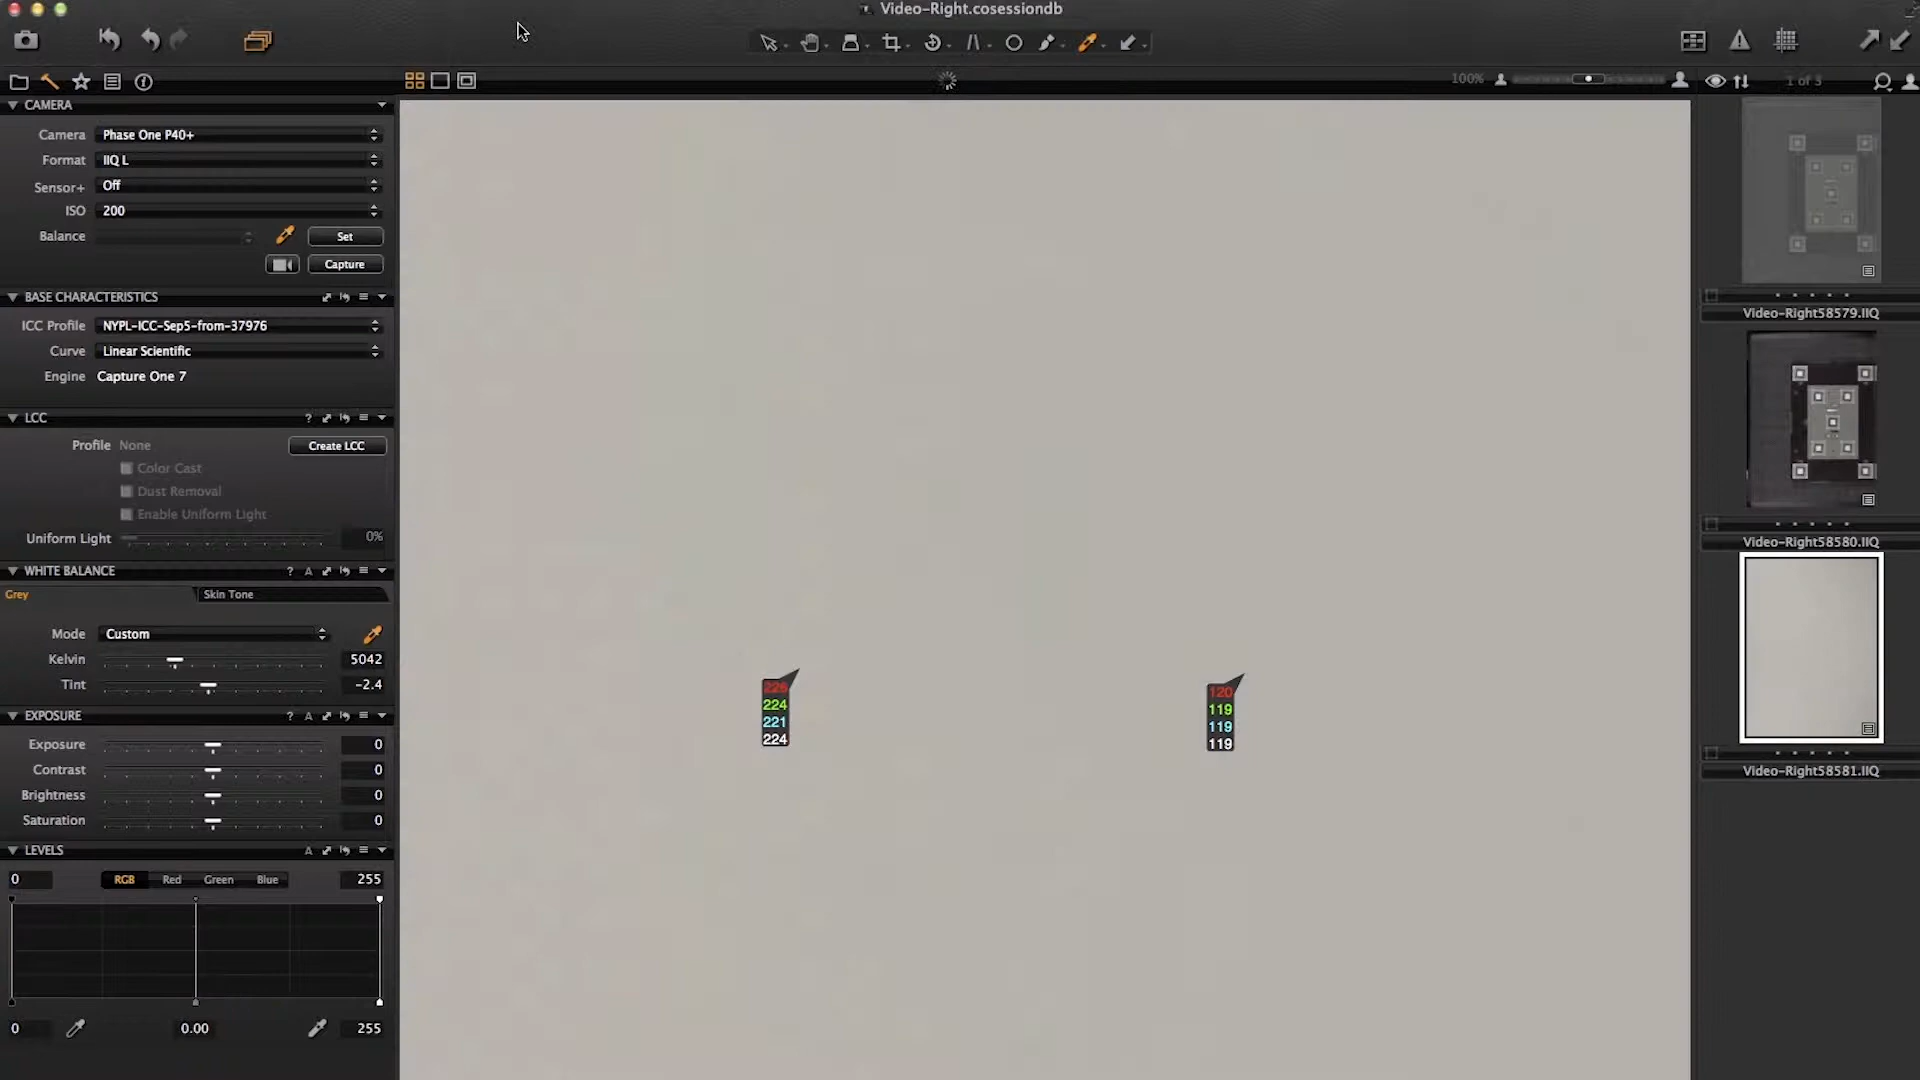 Video-Right.cosessiondb
100%
1 of 3
CAMERA
Camera Phase One P40+
Format IIQ L
Sensor+ Off
ISO 200
Balance Set
Capture
BASE CHARACTERISTICS
ICC Profile NYPL-ICC-Sep5-from-37976
Curve Linear Scientific
Engine Capture One 7
LCC ?
Profile None Create LCC
Color Cast
Dust Removal
Enable Uniform Light
Uniform Light 0%
WHITE BALANCE ? A
Grey Skin Tone
Mode Custom
Kelvin 5042
Tint -2.4
EXPOSURE ? A
Exposure 0
Contrast 0
Brightness 0
Saturation 0
LEVELS A
0 RGB Red Green Blue 255
0 0.00 255
224
221
224
120
119
119
119
Video-Right58579.IIQ
Video-Right58580.IIQ
Video-Right58581.IIQ